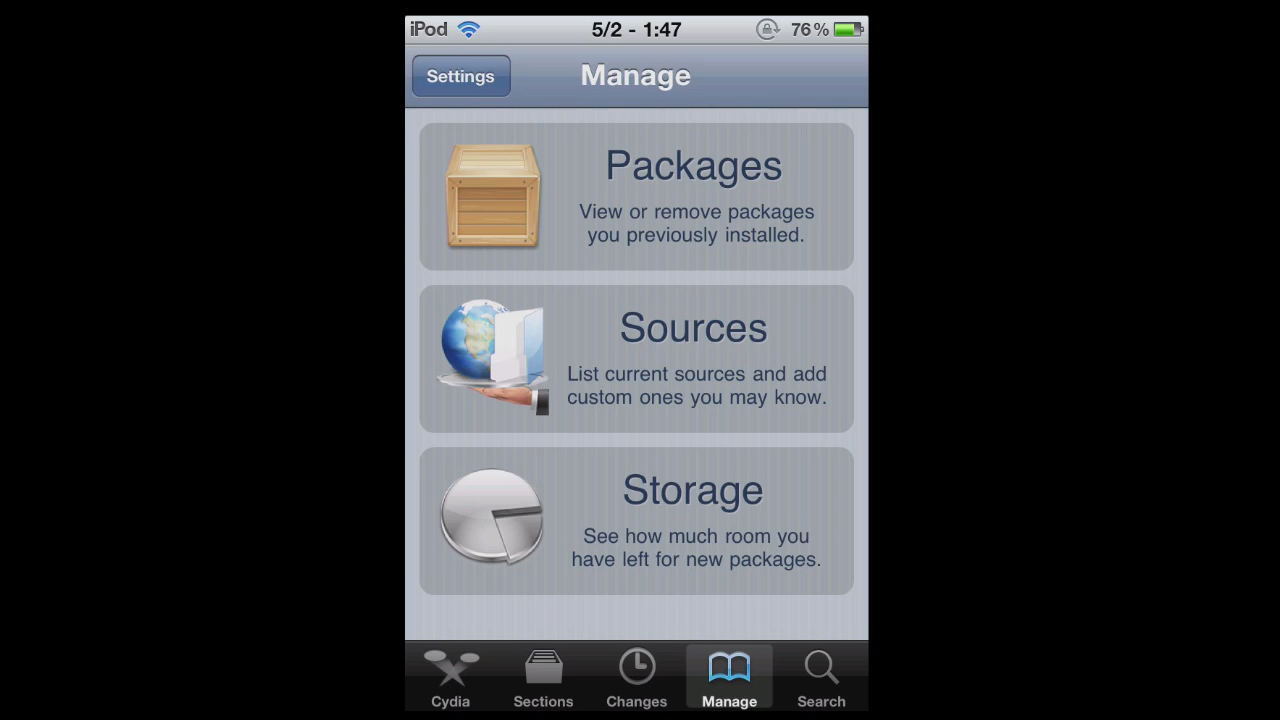 iPod 5/2 - 1:47 76%
Settings Manage
Packages
View or remove packages
you previously installed.
Sources
List current sources and add
custom ones you may know.
Storage
See how much room you
have left for new packages.
Cydia Sections Changes Manage Search